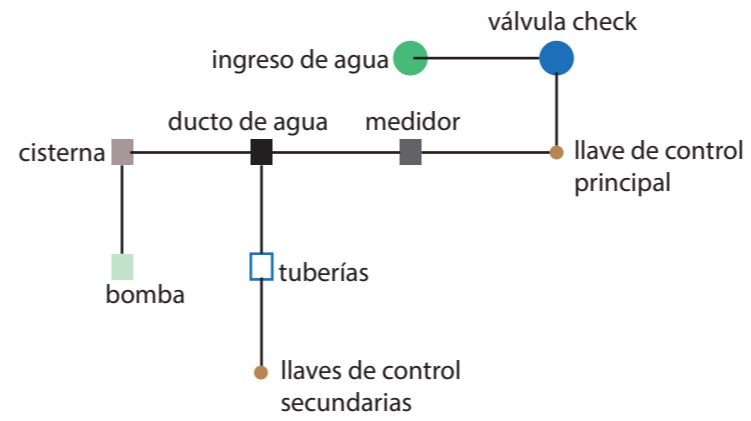 válvula check
ingreso de agua
ducto de agua
medidor
cisterna
llave de control
principal
tuberías
bomba
llaves de control
secundarias